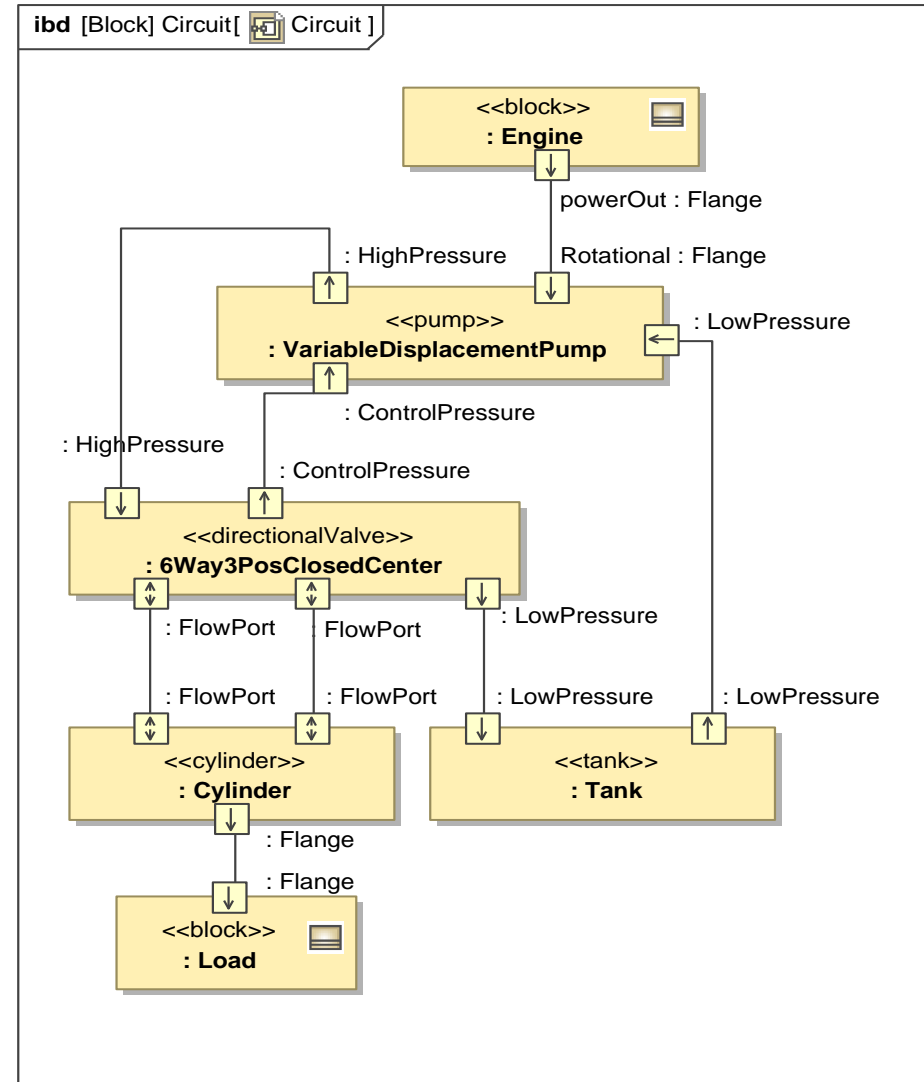 ibd [Block] Circuit[ Circuit ]
<<block>>
: Engine
powerOut : Flange
: HighPressure
Rotational : Flange
<<pump>>
: VariableDisplacementPump
: LowPressure
: ControlPressure
: HighPressure
: ControlPressure
<<directionalValve>>
: 6Way3PosClosedCenter
: FlowPort
: FlowPort
: LowPressure
: FlowPort
: FlowPort
: LowPressure
: LowPressure
<<cylinder>>
: Cylinder
<<tank>>
: Tank
: Flange
: Flange
<<block>>
: Load